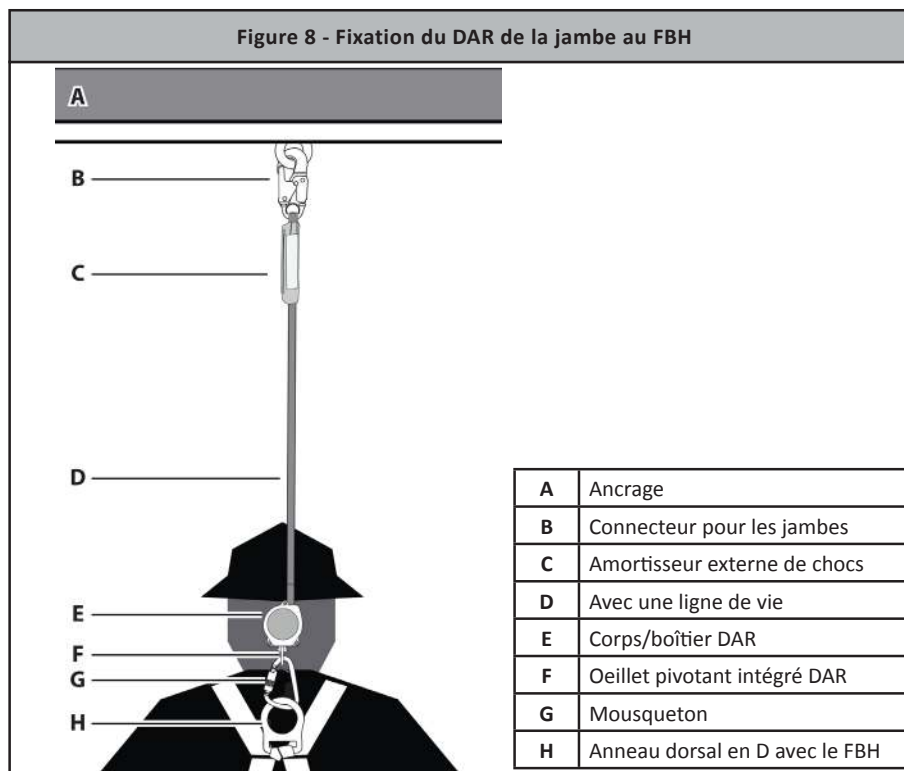 Figure 8 - Fixation du DAR de la jambe au FBH
A
B
C
D
E
F
G
H
A Ancrage
B Connecteur pour les jambes
C Amortisseur externe de chocs
D Avec une ligne de vie
E Corps/boîtier DAR
F Oeillet pivotant intégré DAR
G Mousqueton
H Anneau dorsal en D avec le FBH